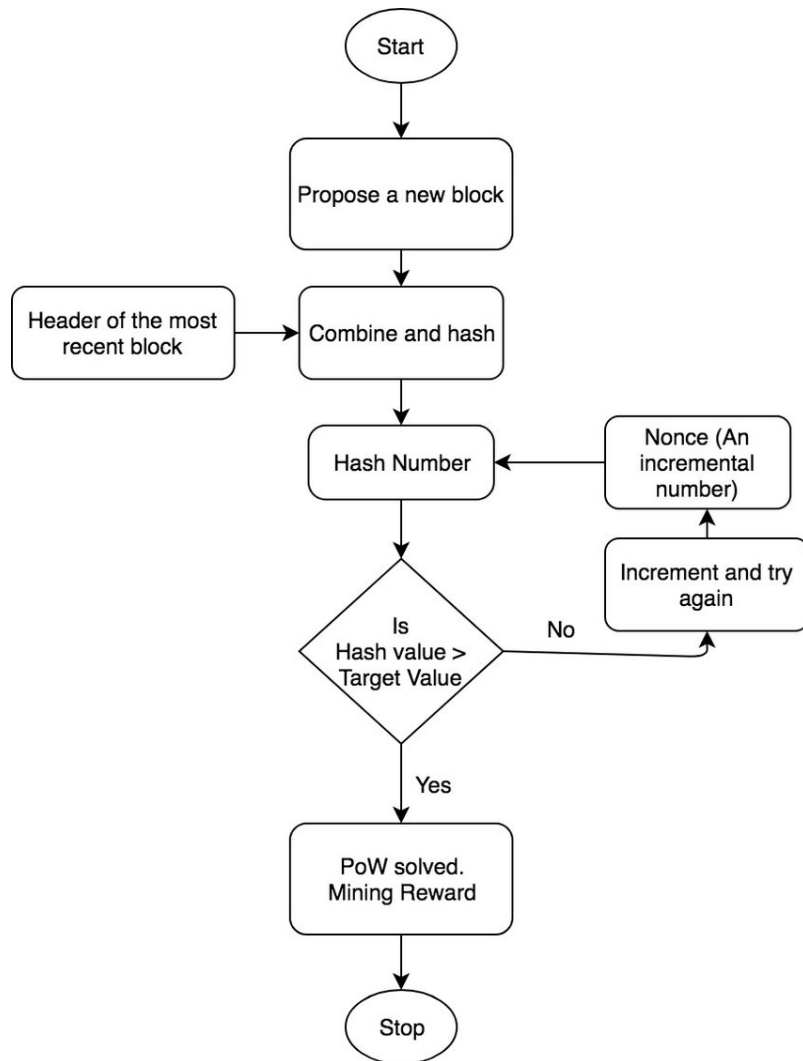 Start
Propose a new block
Header of the most
recent block
Combine and hash
Hash Number
Nonce (An
incremental
number)
Increment and try
again
Is
Hash value >
Target Value
No
Yes
PoW solved.
Mining Reward
Stop